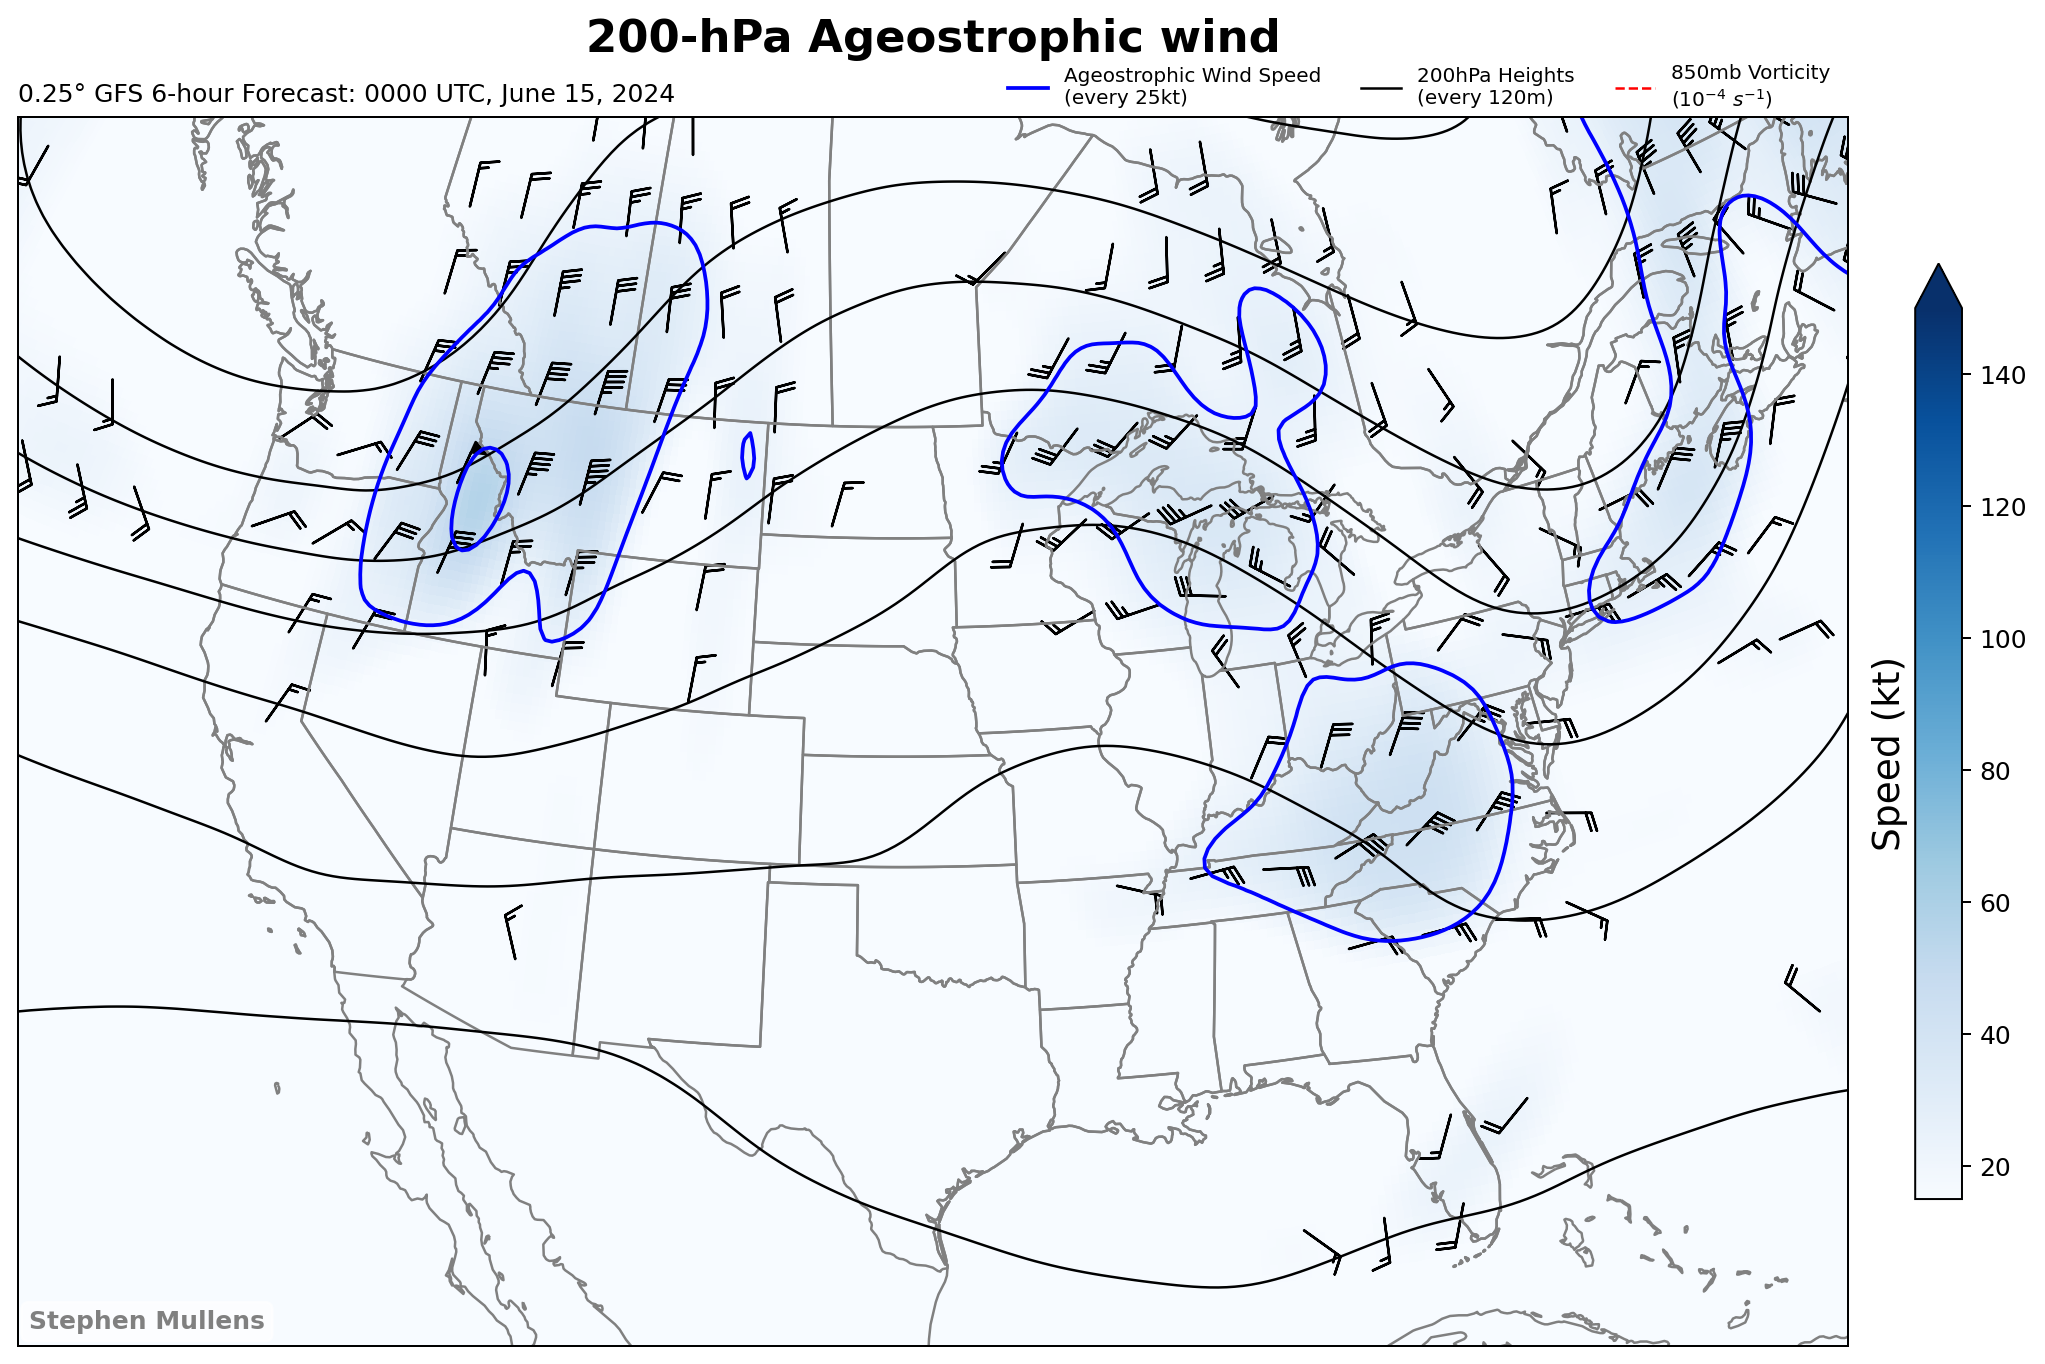 200-hPa Ageostrophic wind
0.25° GFS 6-hour Forecast: 0000 UTC, June 15, 2024
Ageostrophic Wind Speed
(every 25kt)
200hPa Heights
(every 120m)
850mb Vorticity
(10⁻⁴ s⁻¹)
140
120
100
80
60
40
20
Speed (kt)
Stephen Mullens